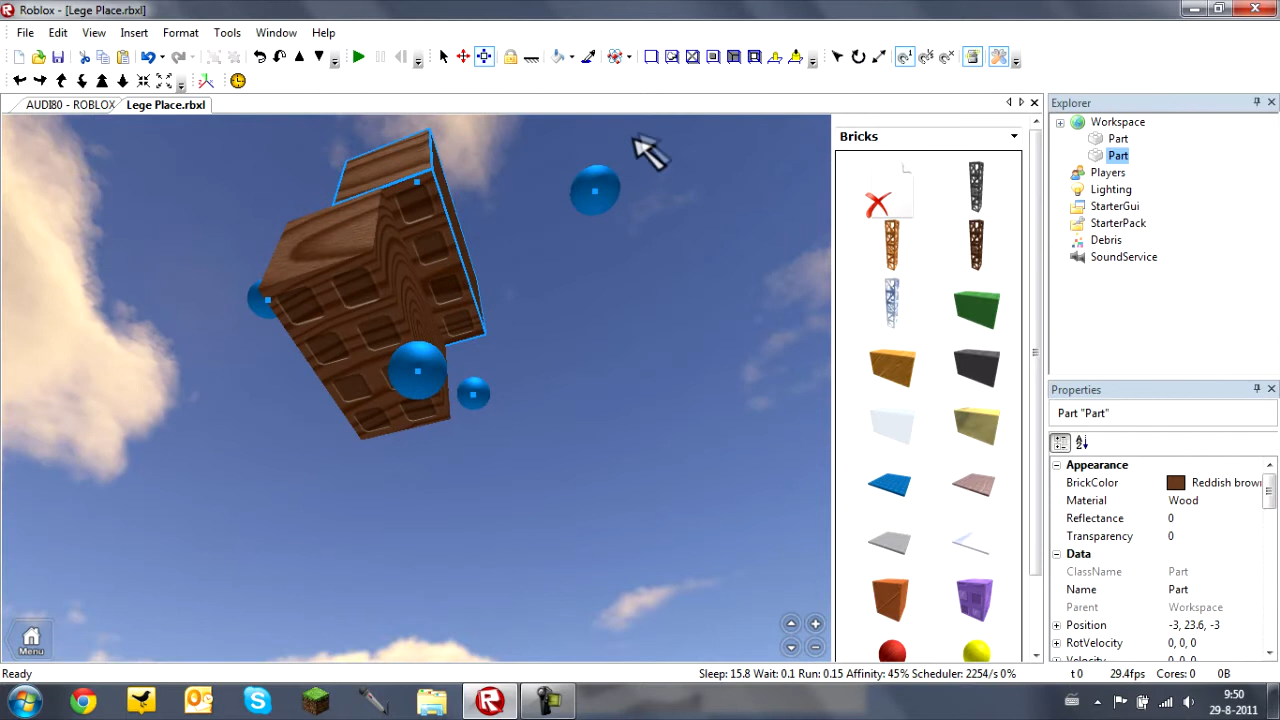 Roblox - [Lege Place.rbxl]
File Edit View Insert Format Tools Window Help
AUDI80 - ROBLOX Lege Place.rbxl
Bricks
Menu
Explorer
Workspace
Part
Part
Players
Lighting
StarterGui
StarterPack
Debris
SoundService
Properties
Part "Part"
Appearance
BrickColor Reddish brown
Material Wood
Reflectance 0
Transparency 0
Data
ClassName Part
Name Part
Parent Workspace
Position -3, 23.6, -3
RotVelocity 0, 0, 0
Ready Sleep: 15.8 Wait: 0.1 Run: 0.15 Affinity: 45% Scheduler: 2254/s 0% t 0 29.4fps Cores: 0 0B
9:50
29-8-2011